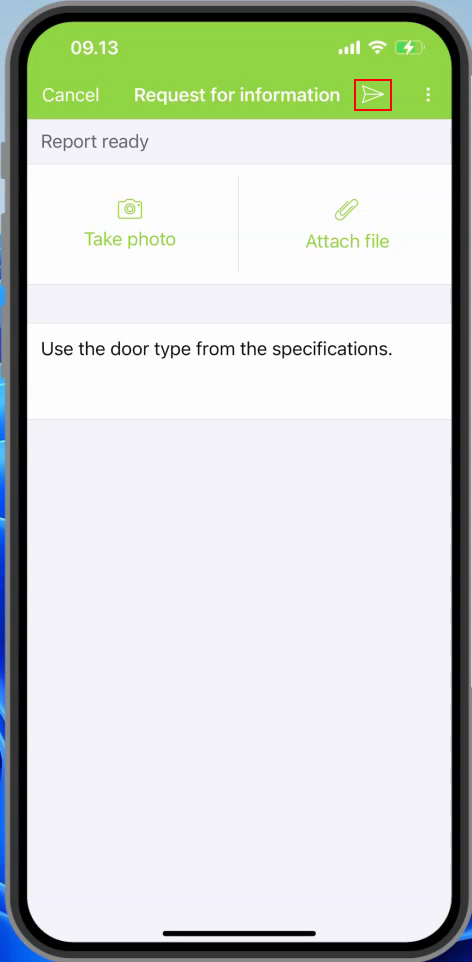 09.13
Cancel Request for information
Report ready
Take photo Attach file
Use the door type from the specifications.